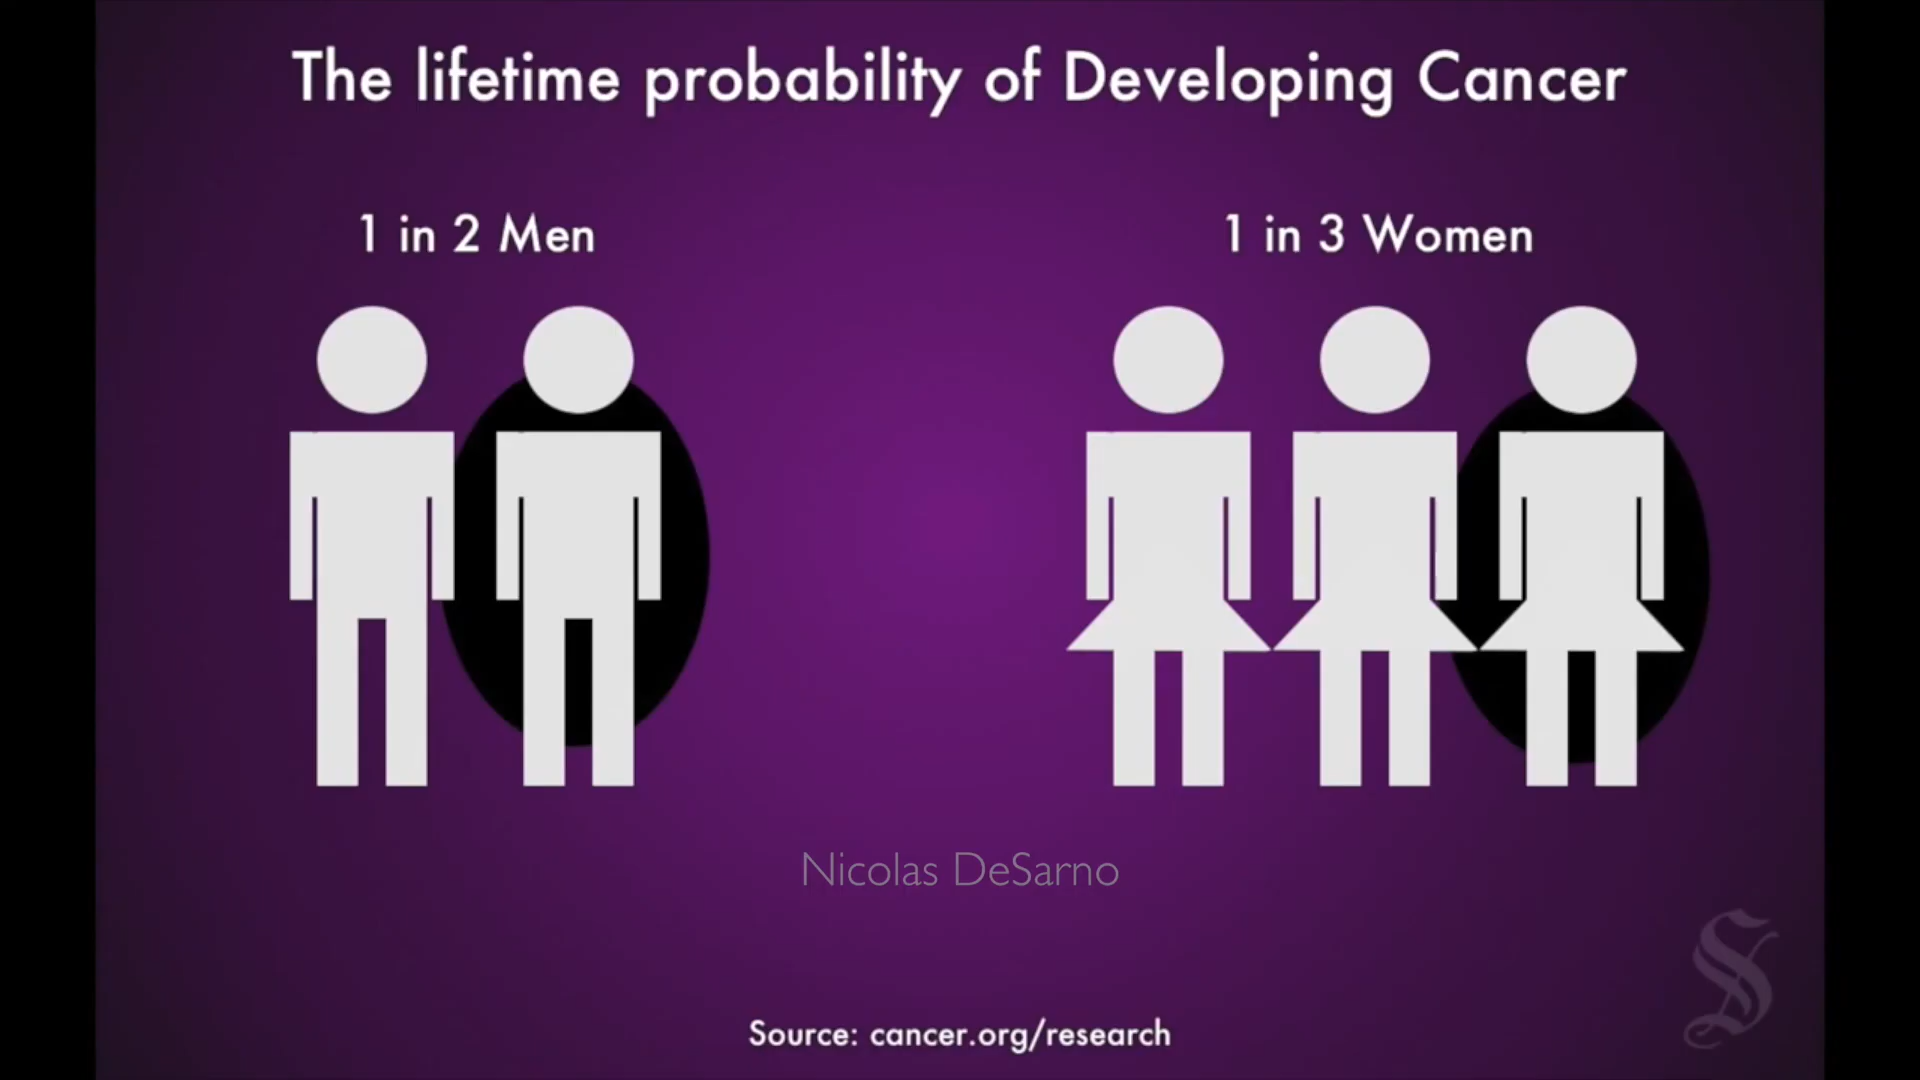 The lifetime probability of Developing Cancer
1 in 2 Men
1 in 3 Women
Nicolas DeSarno
Source: cancer.org/research
S